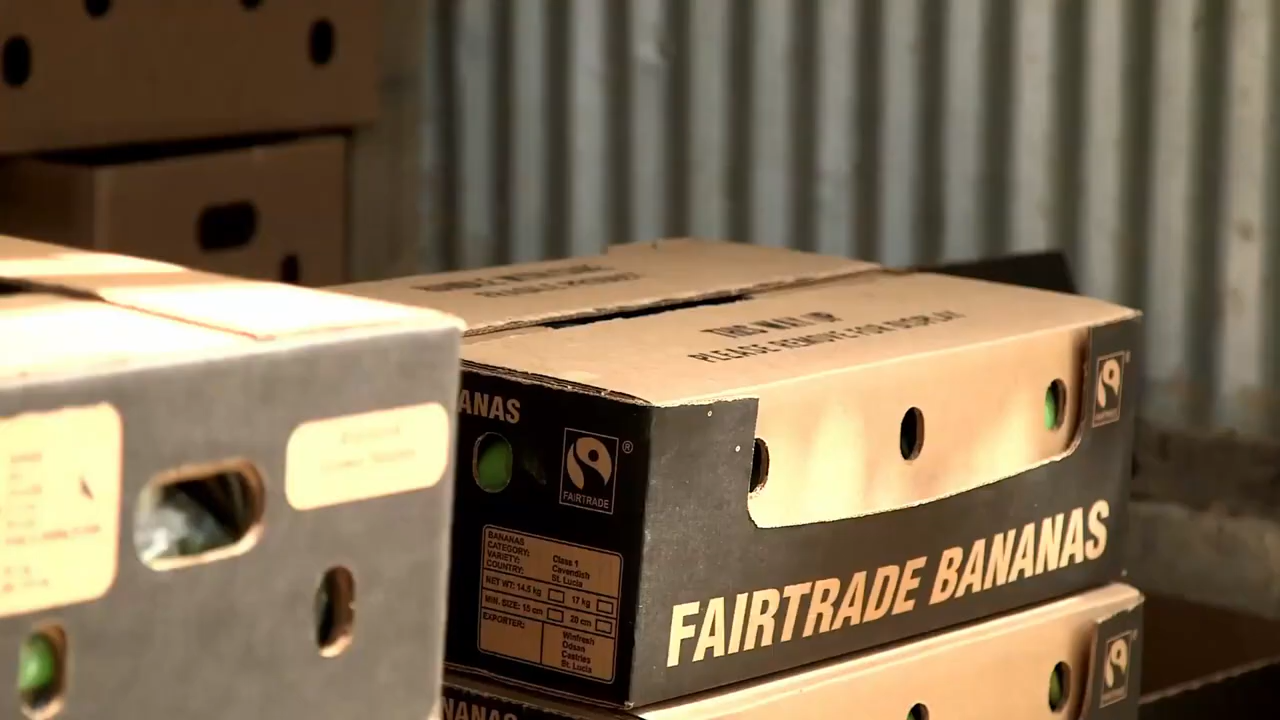 THIS WAY UP
PLEASE REMOVE FOR DISPLAY
ANAS
FAIRTRADE
®
BANANAS
CATEGORY: Class 1
VARIETY: Cavendish
COUNTRY: St. Lucia
NET WT: 14.5 kg 17 kg
MIN. SIZE: 15 cm 20 cm
EXPORTER: Winfresh
Odsan
Castries
St. Lucia
FAIRTRADE BANANAS
NANAS